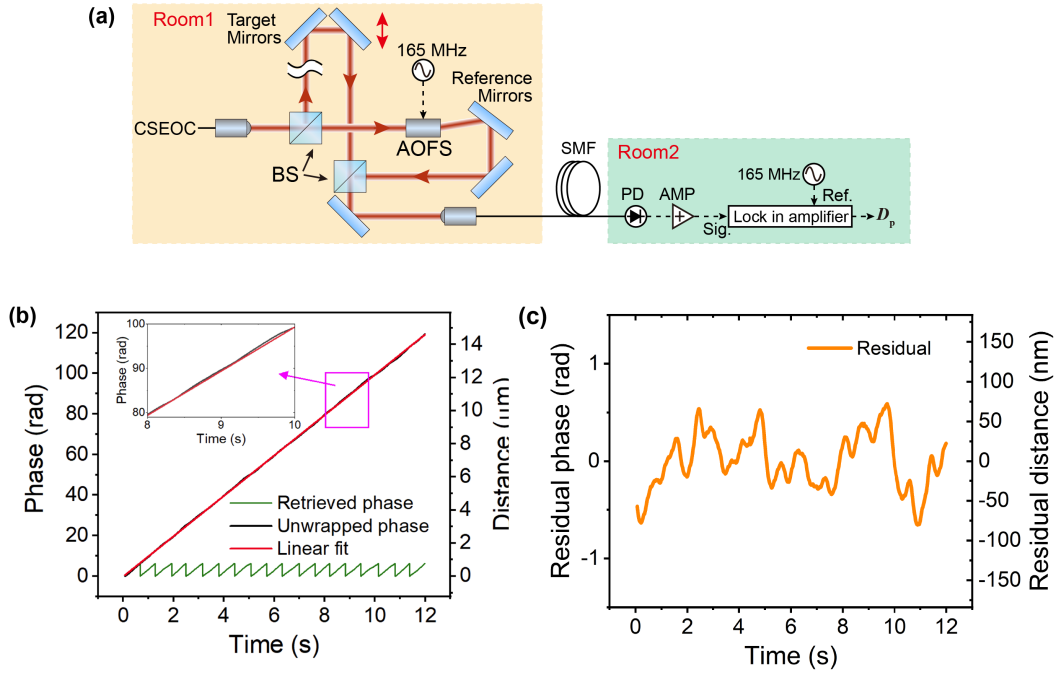 (a)
Room1
Target
Mirrors
165 MHz
Reference
Mirrors
CSEOC
AOFS
BS
SMF
Room2
165 MHz
PD
AMP
Ref.
Lock in amplifier
Sig.
Dp
(b)
Phase (rad)
120
100
80
60
40
20
0
Distance (μm)
14
12
10
8
6
4
2
0
Phase (rad)
100
90
80
8
9
10
Time (s)
Retrieved phase
Unwrapped phase
Linear fit
0
2
4
6
8
10
12
Time (s)
(c)
Residual phase (rad)
1
0
-1
Residual distance (nm)
150
100
50
0
-50
-100
-150
Residual
0
2
4
6
8
10
12
Time (s)